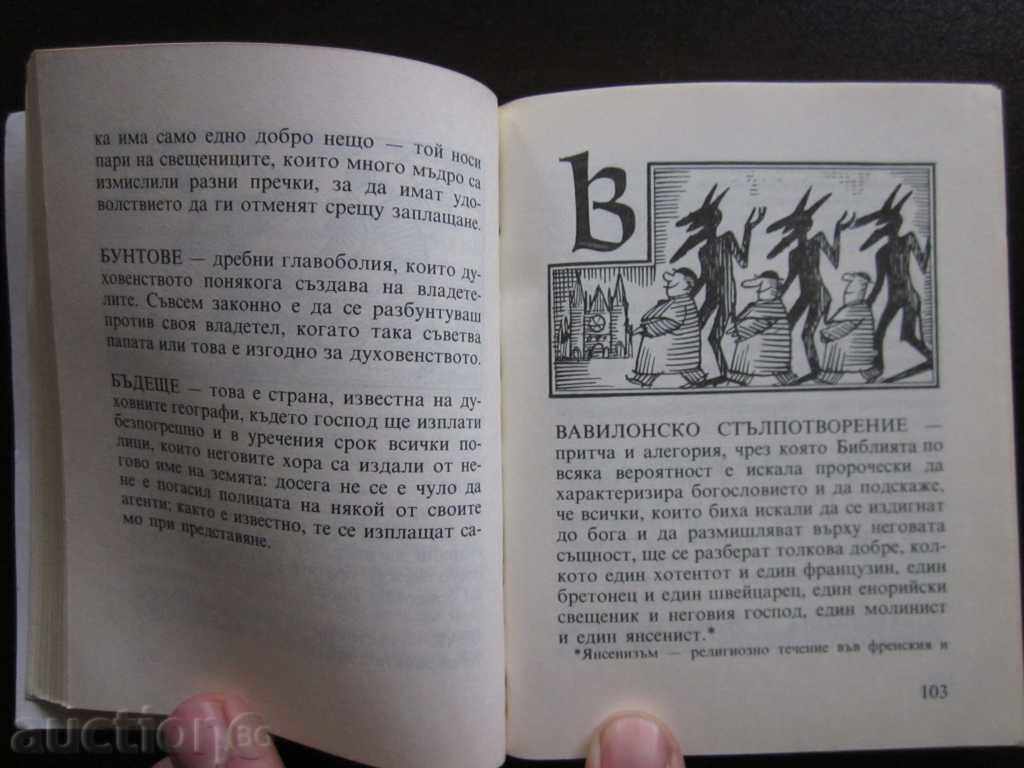 ка има само едно добро нещо — той носи
пари на свещениците, които много мъдро са
измислили разни пречки, за да имат удо-
волствието да ги отменят срещу заплащане.
БУНТОВЕ — дребни главоболия, които ду-
ховенството понякога създава на владете-
лите. Съвсем законно е да се разбунтуваш
против своя владетел, когато така съветва
папата или това е изгодно за духовенството.
БЪДЕЩЕ — това е страна, известна на ду-
ховните географи, където господ ще изплати
безпогрешно и в уречения срок всички по-
лици, които неговите хора са издали от не-
гово име на земята: досега не се е чуло да
не е погасил полицата на някой от своите
агенти; както е известно, те се изплащат са-
мо при представяне.
В
ВАВИЛОНСКО СТЪЛПОТВОРЕНИЕ —
притча и алегория, чрез която Библията по
всяка вероятност е искала пророчески да
характеризира богословието и да подскаже,
че всички, които биха искали да се издигнат
до бога и да размишляват върху неговата
същност, ще се разберат толкова добре, кол-
кото един хотентот и един французин, един
бретонец и един швейцарец, един енорийски
свещеник и неговия господ, един молинист
и един янсенист.*
*Янсенизъм — религиозно течение във френския и
103
auction.BG